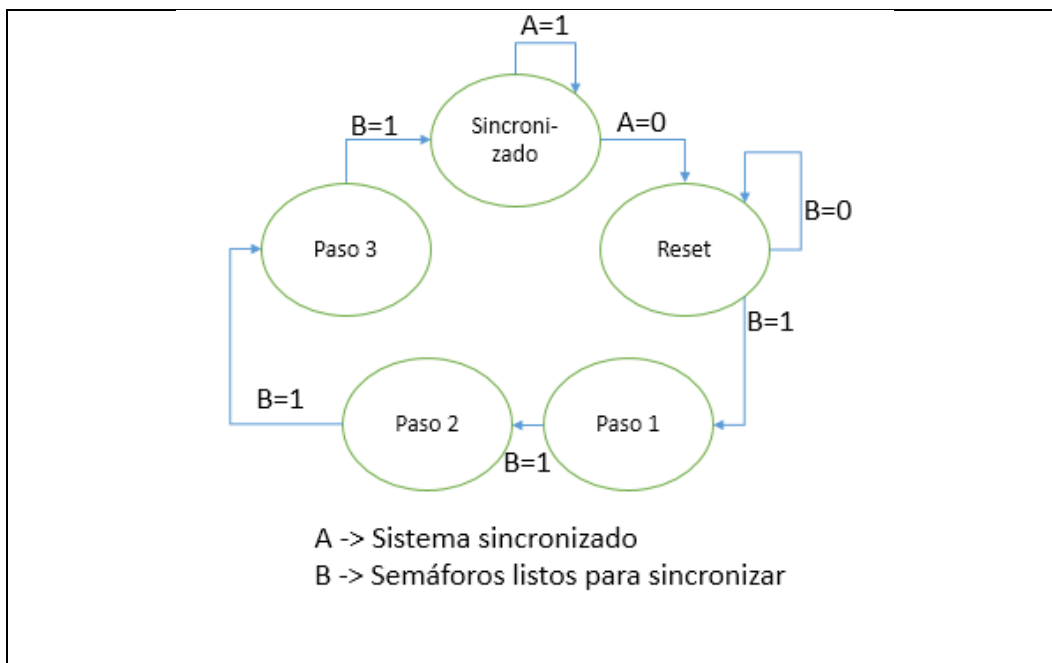 A=1
Sincroni-
zado
A=0
B=1
B=0
Paso 3
Reset
B=1
B=1
Paso 2
Paso 1
B=1
A -> Sistema sincronizado
B -> Semáforos listos para sincronizar